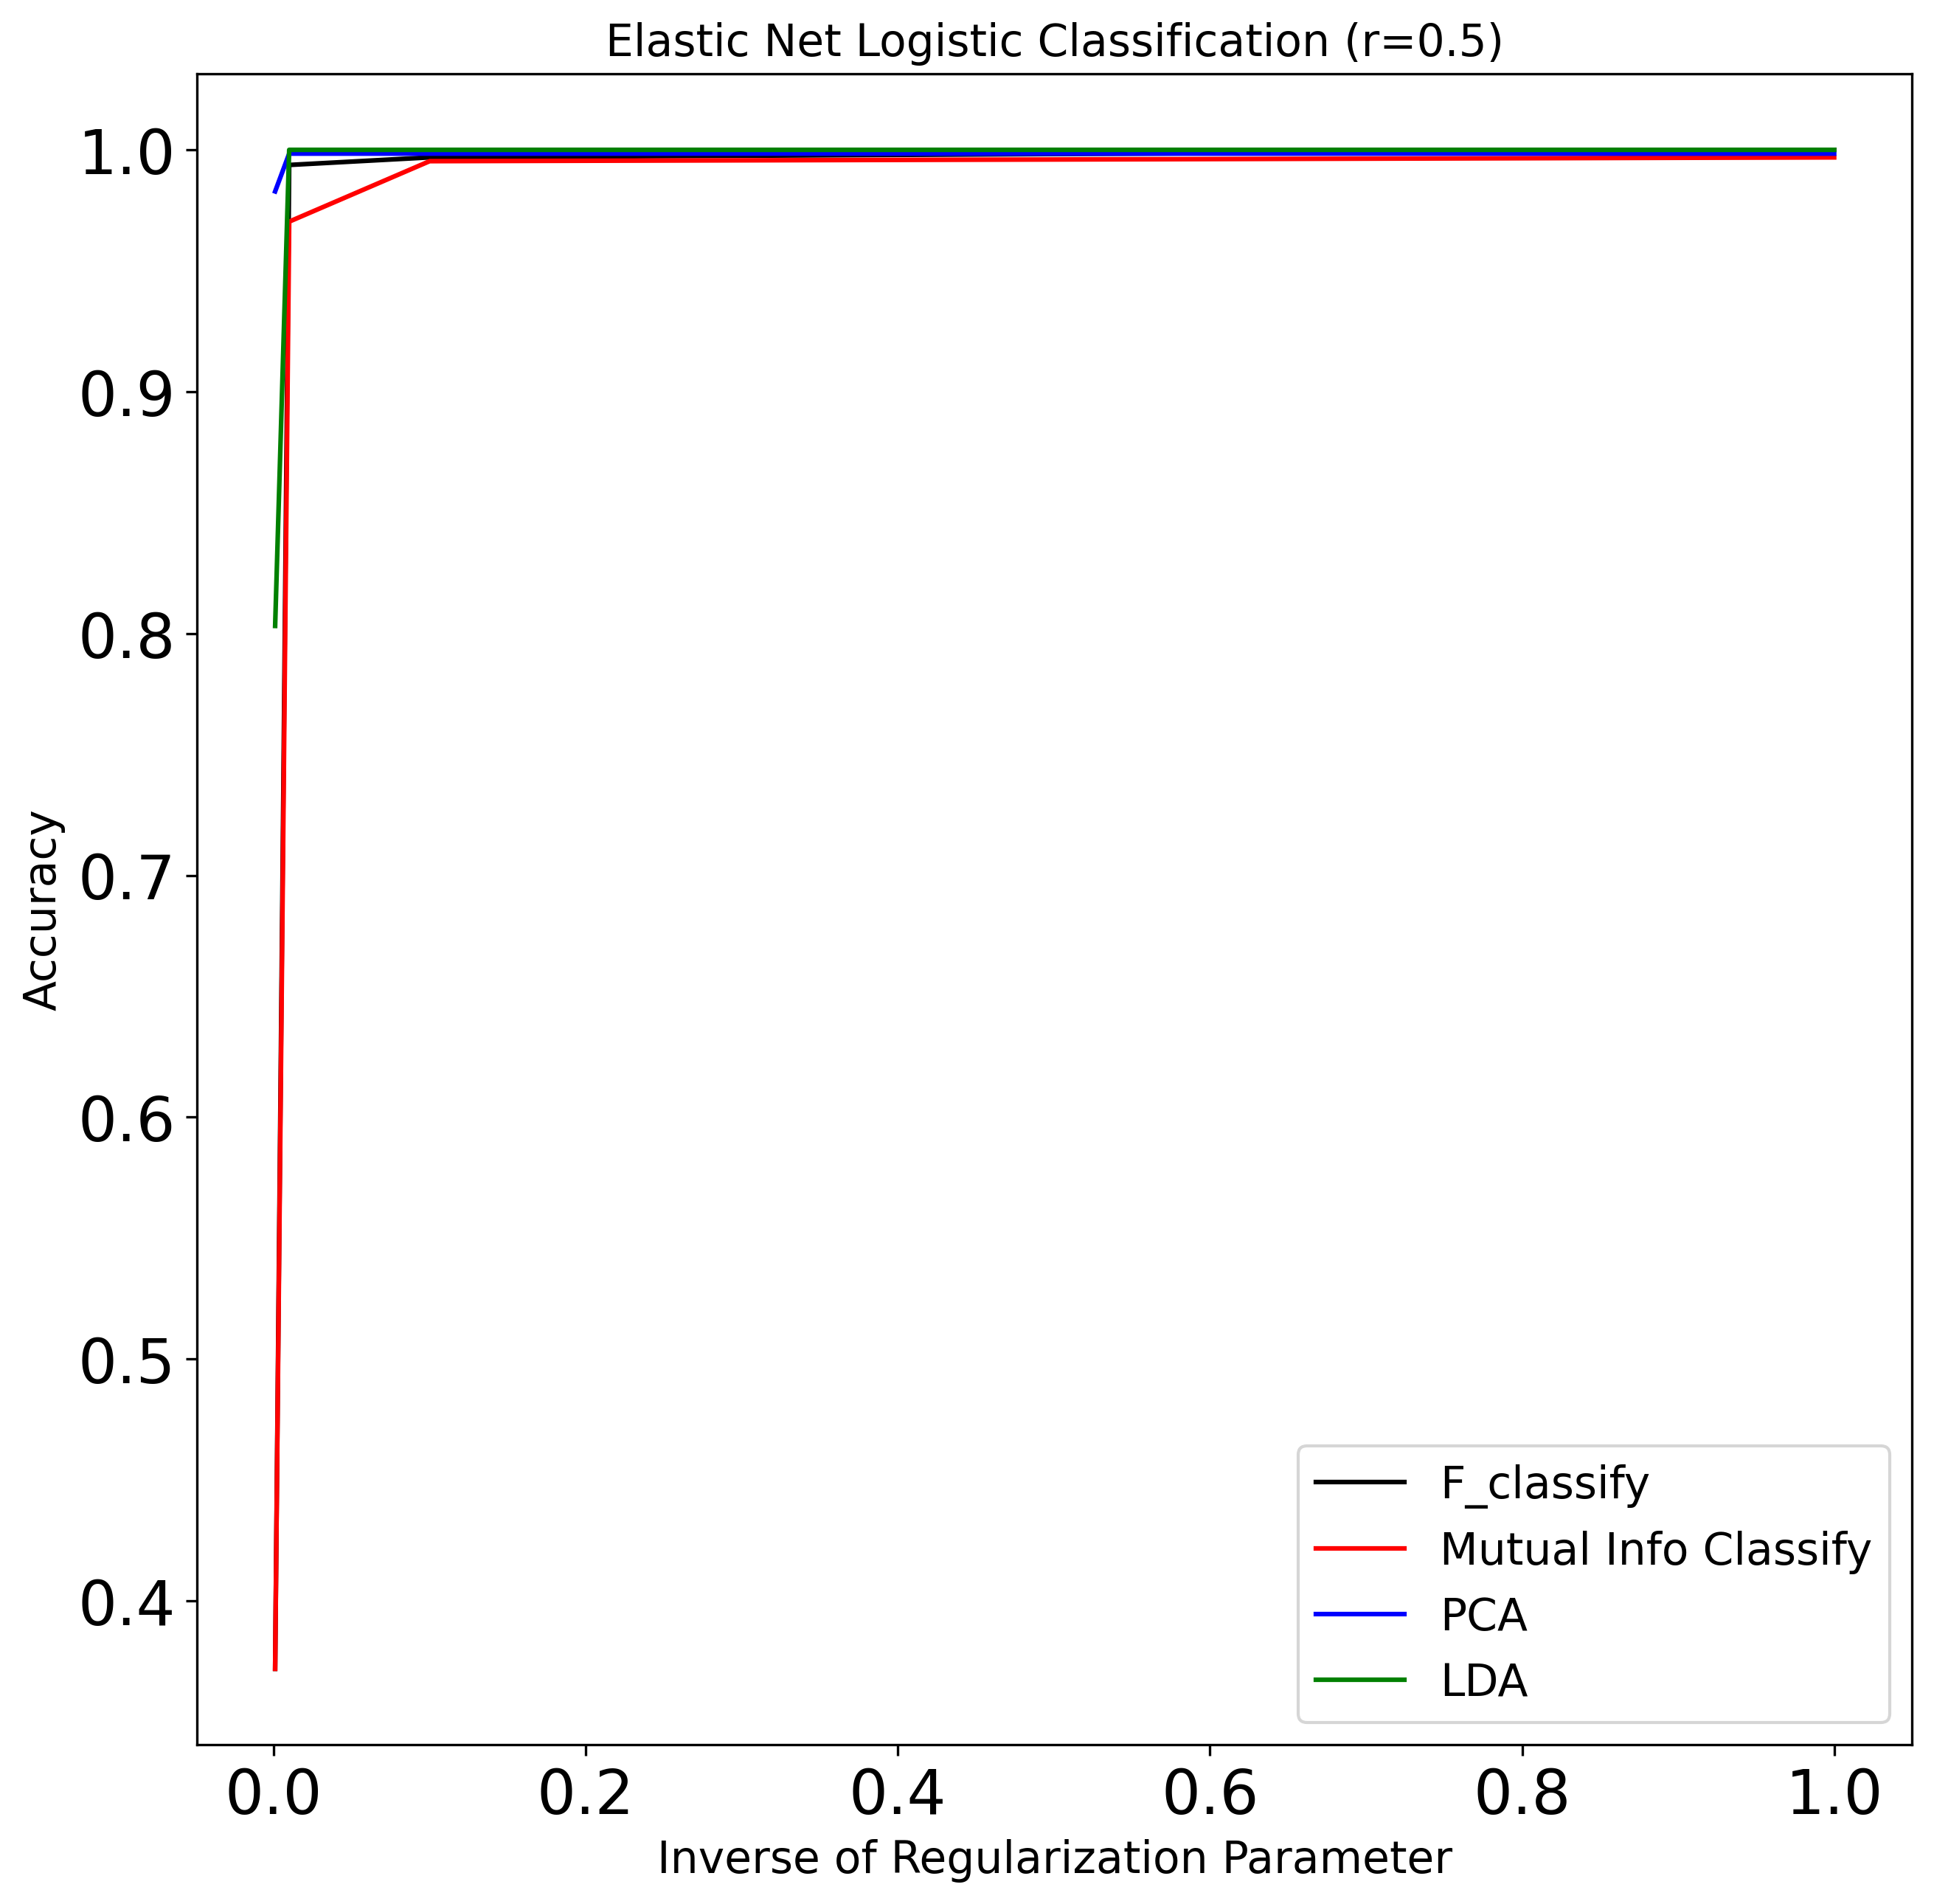 Elastic Net Logistic Classification (r=0.5)
1.0
0.9
0.8
0.7
0.6
0.5
0.4
Accuracy
F_classify
Mutual Info Classify
PCA
LDA
0.0 0.2 0.4 0.6 0.8 1.0
Inverse of Regularization Parameter